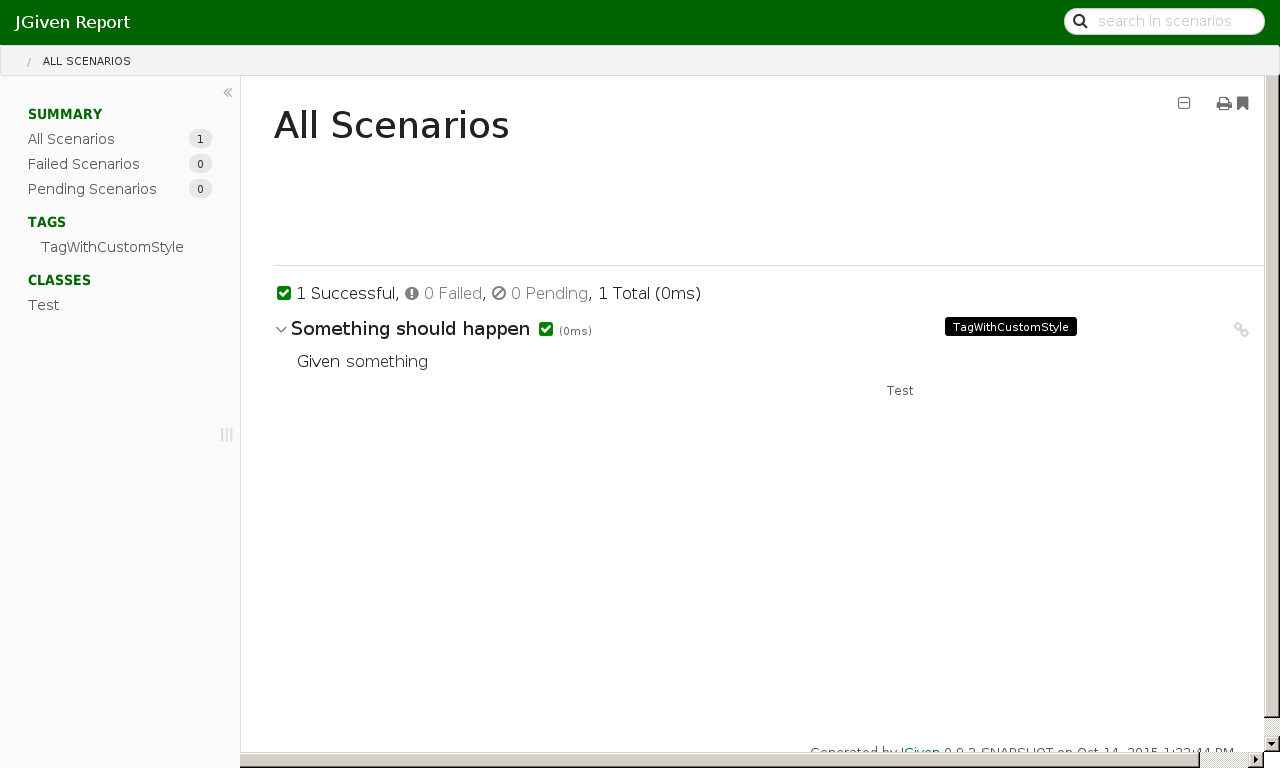 JGiven Report
search in scenarios
/ ALL SCENARIOS
SUMMARY
All Scenarios 1
Failed Scenarios 0
Pending Scenarios 0
TAGS
TagWithCustomStyle
CLASSES
Test
All Scenarios
1 Successful, 0 Failed, 0 Pending, 1 Total (0ms)
Something should happen (0ms) TagWithCustomStyle
Given something
Test
Generated by JGiven 0.9.3-SNAPSHOT on Oct 14, 2015 1:22:44 PM